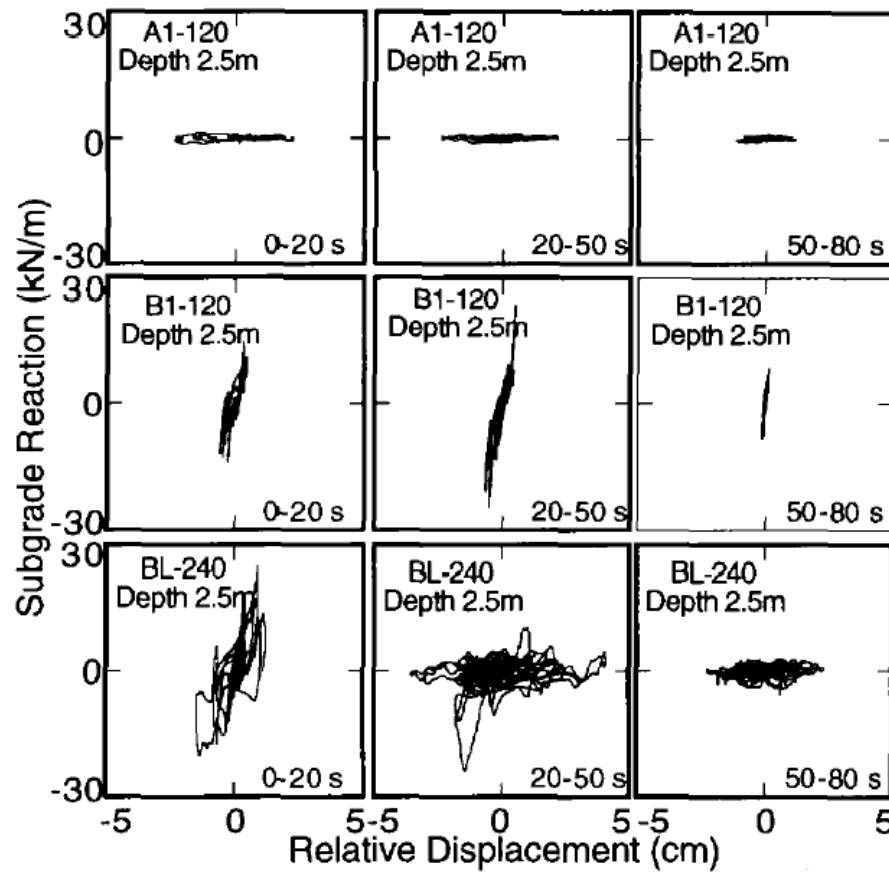 30
A1-120
Depth 2.5m
A1-120
Depth 2.5m
A1-120
Depth 2.5m
0
-30
0~20 s
20-50 s
50-80 s
30
B1-120
Depth 2.5m
B1-120
Depth 2.5m
B1-120
Depth 2.5m
0
-30
0~20 s
20-50 s
50-80 s
30
BL-240
Depth 2.5m
BL-240
Depth 2.5m
BL-240
Depth 2.5m
0
-30
0~20 s
20-50 s
50-80 s
-5 0 5 -5 0 5 -5 0 5
Subgrade Reaction (kN/m)
Relative Displacement (cm)